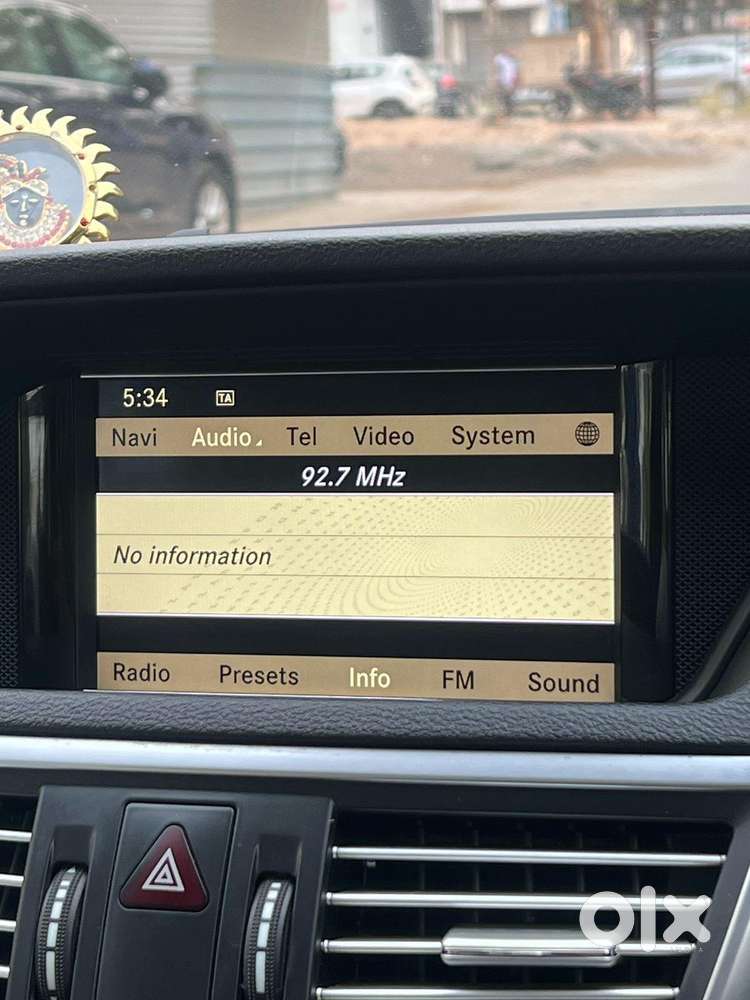 5:34 TA
Navi Audio Tel Video System
92.7 MHz
No information
Radio Presets Info FM Sound
olx